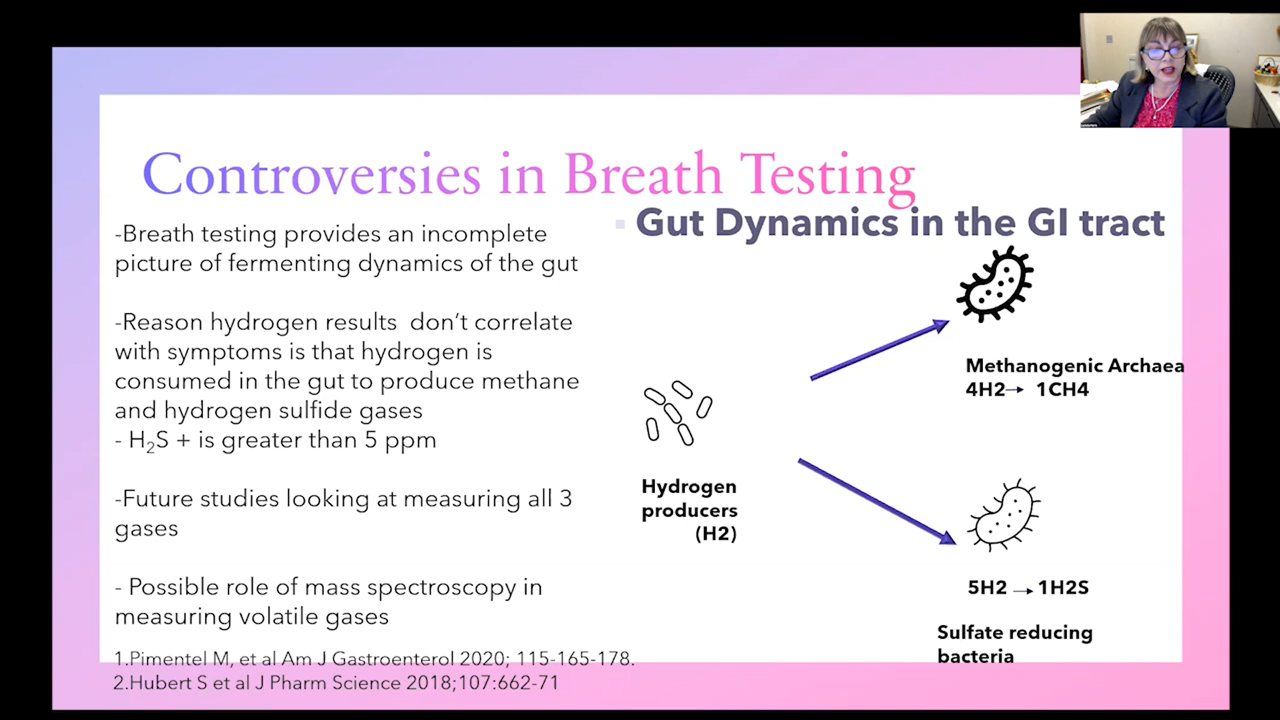 Controversies in Breath Testing
-Breath testing provides an incomplete
picture of fermenting dynamics of the gut
-Reason hydrogen results  don't correlate
with symptoms is that hydrogen is
consumed in the gut to produce methane
and hydrogen sulfide gases
- H₂S + is greater than 5 ppm
-Future studies looking at measuring all 3
gases
- Possible role of mass spectroscopy in
measuring volatile gases
1.Pimentel M, et al Am J Gastroenterol 2020; 115-165-178.
2.Hubert S et al J Pharm Science 2018;107:662-71
▪ Gut Dynamics in the GI tract
Hydrogen
producers
(H2)
Methanogenic Archaea
4H2→ 1CH4
5H2 →1H2S
Sulfate reducing
bacteria